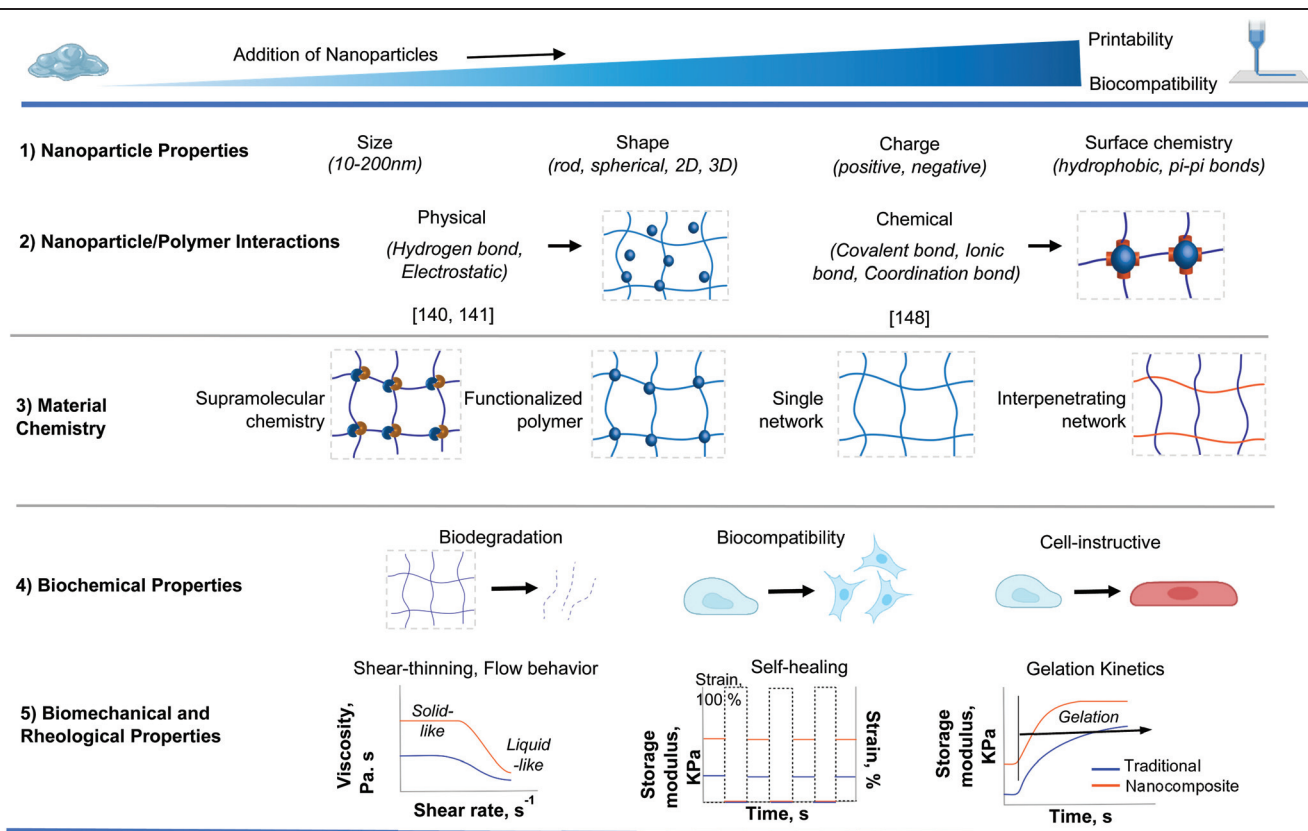 Addition of Nanoparticles
Printability
Biocompatibility
1) Nanoparticle Properties
Size
(10-200nm)
Shape
(rod, spherical, 2D, 3D)
Charge
(positive, negative)
Surface chemistry
(hydrophobic, pi-pi bonds)
2) Nanoparticle/Polymer Interactions
Physical
(Hydrogen bond,
Electrostatic)
[140, 141]
Chemical
(Covalent bond, Ionic
bond, Coordination bond)
[148]
3) Material
Chemistry
Supramolecular
chemistry
Functionalized
polymer
Single
network
Interpenetrating
network
4) Biochemical Properties
Biodegradation
Biocompatibility
Cell-instructive
5) Biomechanical and
Rheological Properties
Shear-thinning, Flow behavior
Viscosity,
Pa. s
Solid-
like
Liquid
-like
Shear rate, s⁻¹
Self-healing
Strain,
100 %
Storage
modulus,
KPa
Strain, %
Time, s
Gelation Kinetics
Storage
modulus,
KPa
Gelation
Traditional
Nanocomposite
Time, s